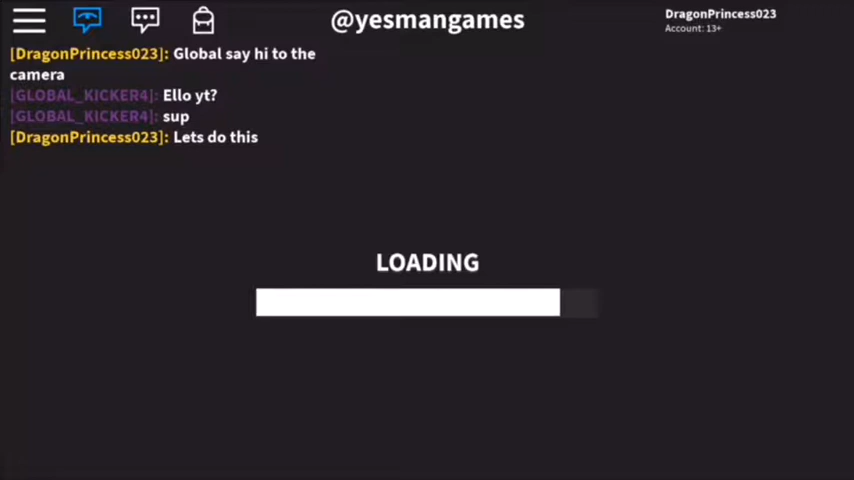 @yesmangames
DragonPrincess023
Account: 13+
[DragonPrincess023]: Global say hi to the
camera
[GLOBAL_KICKER4]: Ello yt?
[GLOBAL_KICKER4]: sup
[DragonPrincess023]: Lets do this
LOADING